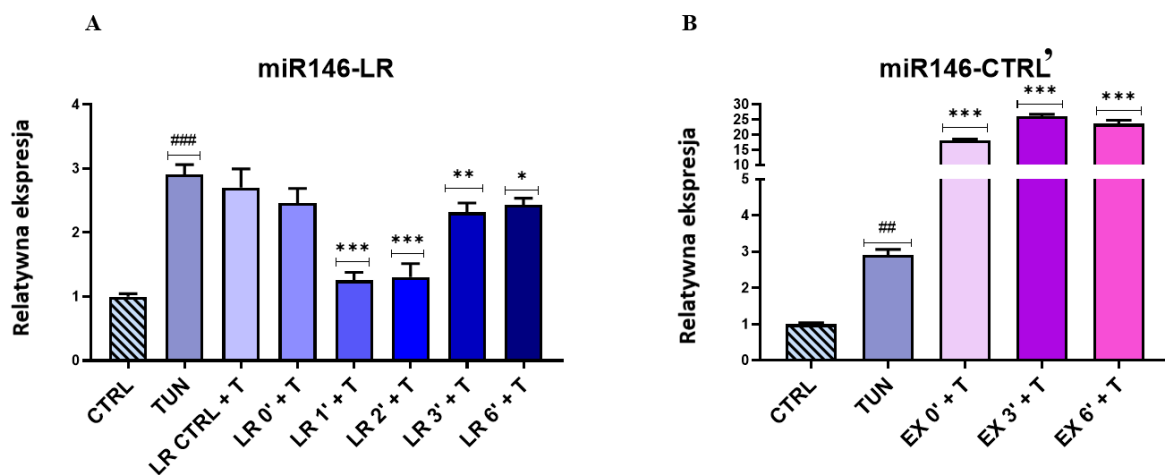 A
miR146-LR
Relatywna ekspresja
4
3
2
1
0
###
***
***
**
*
CTRL
TUN
LR CTRL + T
LR 0' + T
LR 1' + T
LR 2' + T
LR 3' + T
LR 6' + T
B
miR146-CTRL’
Relatywna ekspresja
30
25
20
15
10
5
4
3
2
1
0
##
***
***
***
CTRL
TUN
EX 0' + T
EX 3' + T
EX 6' + T